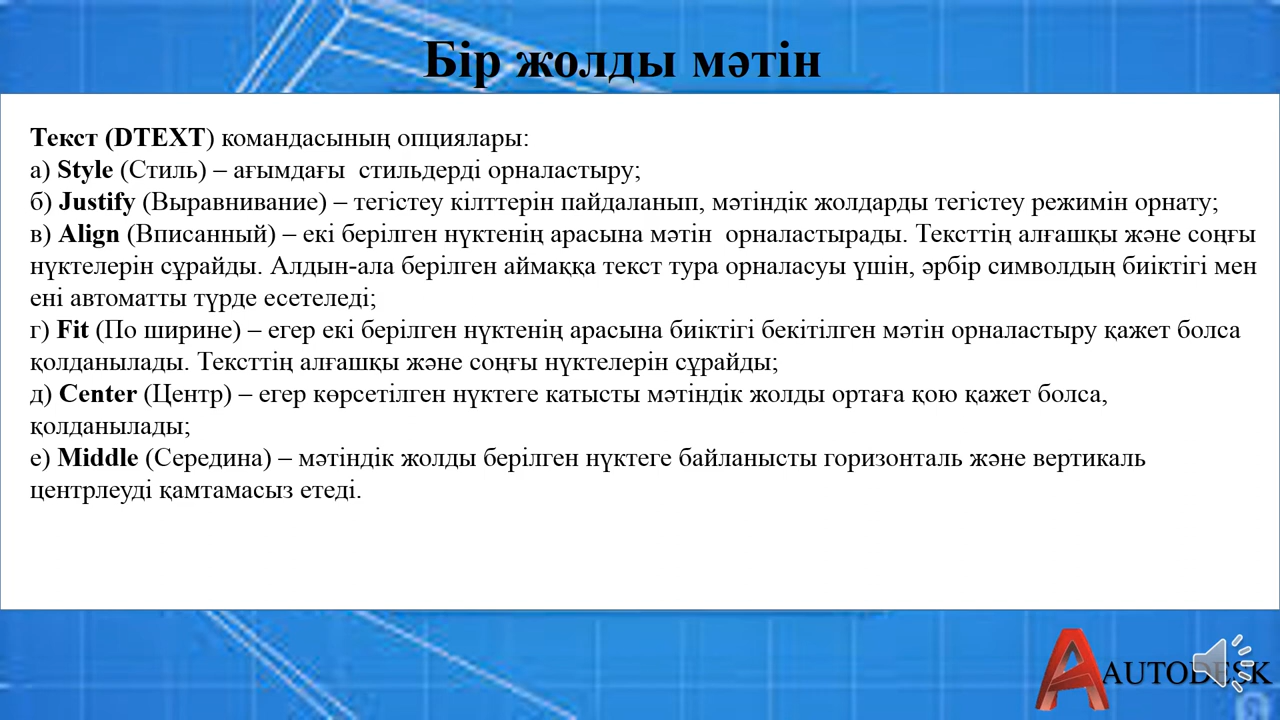 Бір жолды мәтін
Текст (DTEXT) командасының опциялары:
а) Style (Стиль) – ағымдағы  стильдерді орналастыру;
б) Justify (Выравнивание) – тегістеу кілттерін пайдаланып, мәтіндік жолдарды тегістеу режимін орнату;
в) Align (Вписанный) – екі берілген нүктенің арасына мәтін  орналастырады. Тексттің алғашқы және соңғы
нүктелерін сұрайды. Алдын-ала берілген аймаққа текст тура орналасуы үшін, әрбір символдың биіктігі мен
ені автоматты түрде есетеледі;
г) Fit (По ширине) – егер екі берілген нүктенің арасына биіктігі бекітілген мәтін орналастыру қажет болса
қолданылады. Тексттің алғашқы және соңғы нүктелерін сұрайды;
д) Center (Центр) – егер көрсетілген нүктеге катысты мәтіндік жолды ортаға қою қажет болса,
қолданылады;
е) Middle (Середина) – мәтіндік жолды берілген нүктеге байланысты горизонталь және вертикаль
центрлеуді қамтамасыз етеді.
AUTODESK